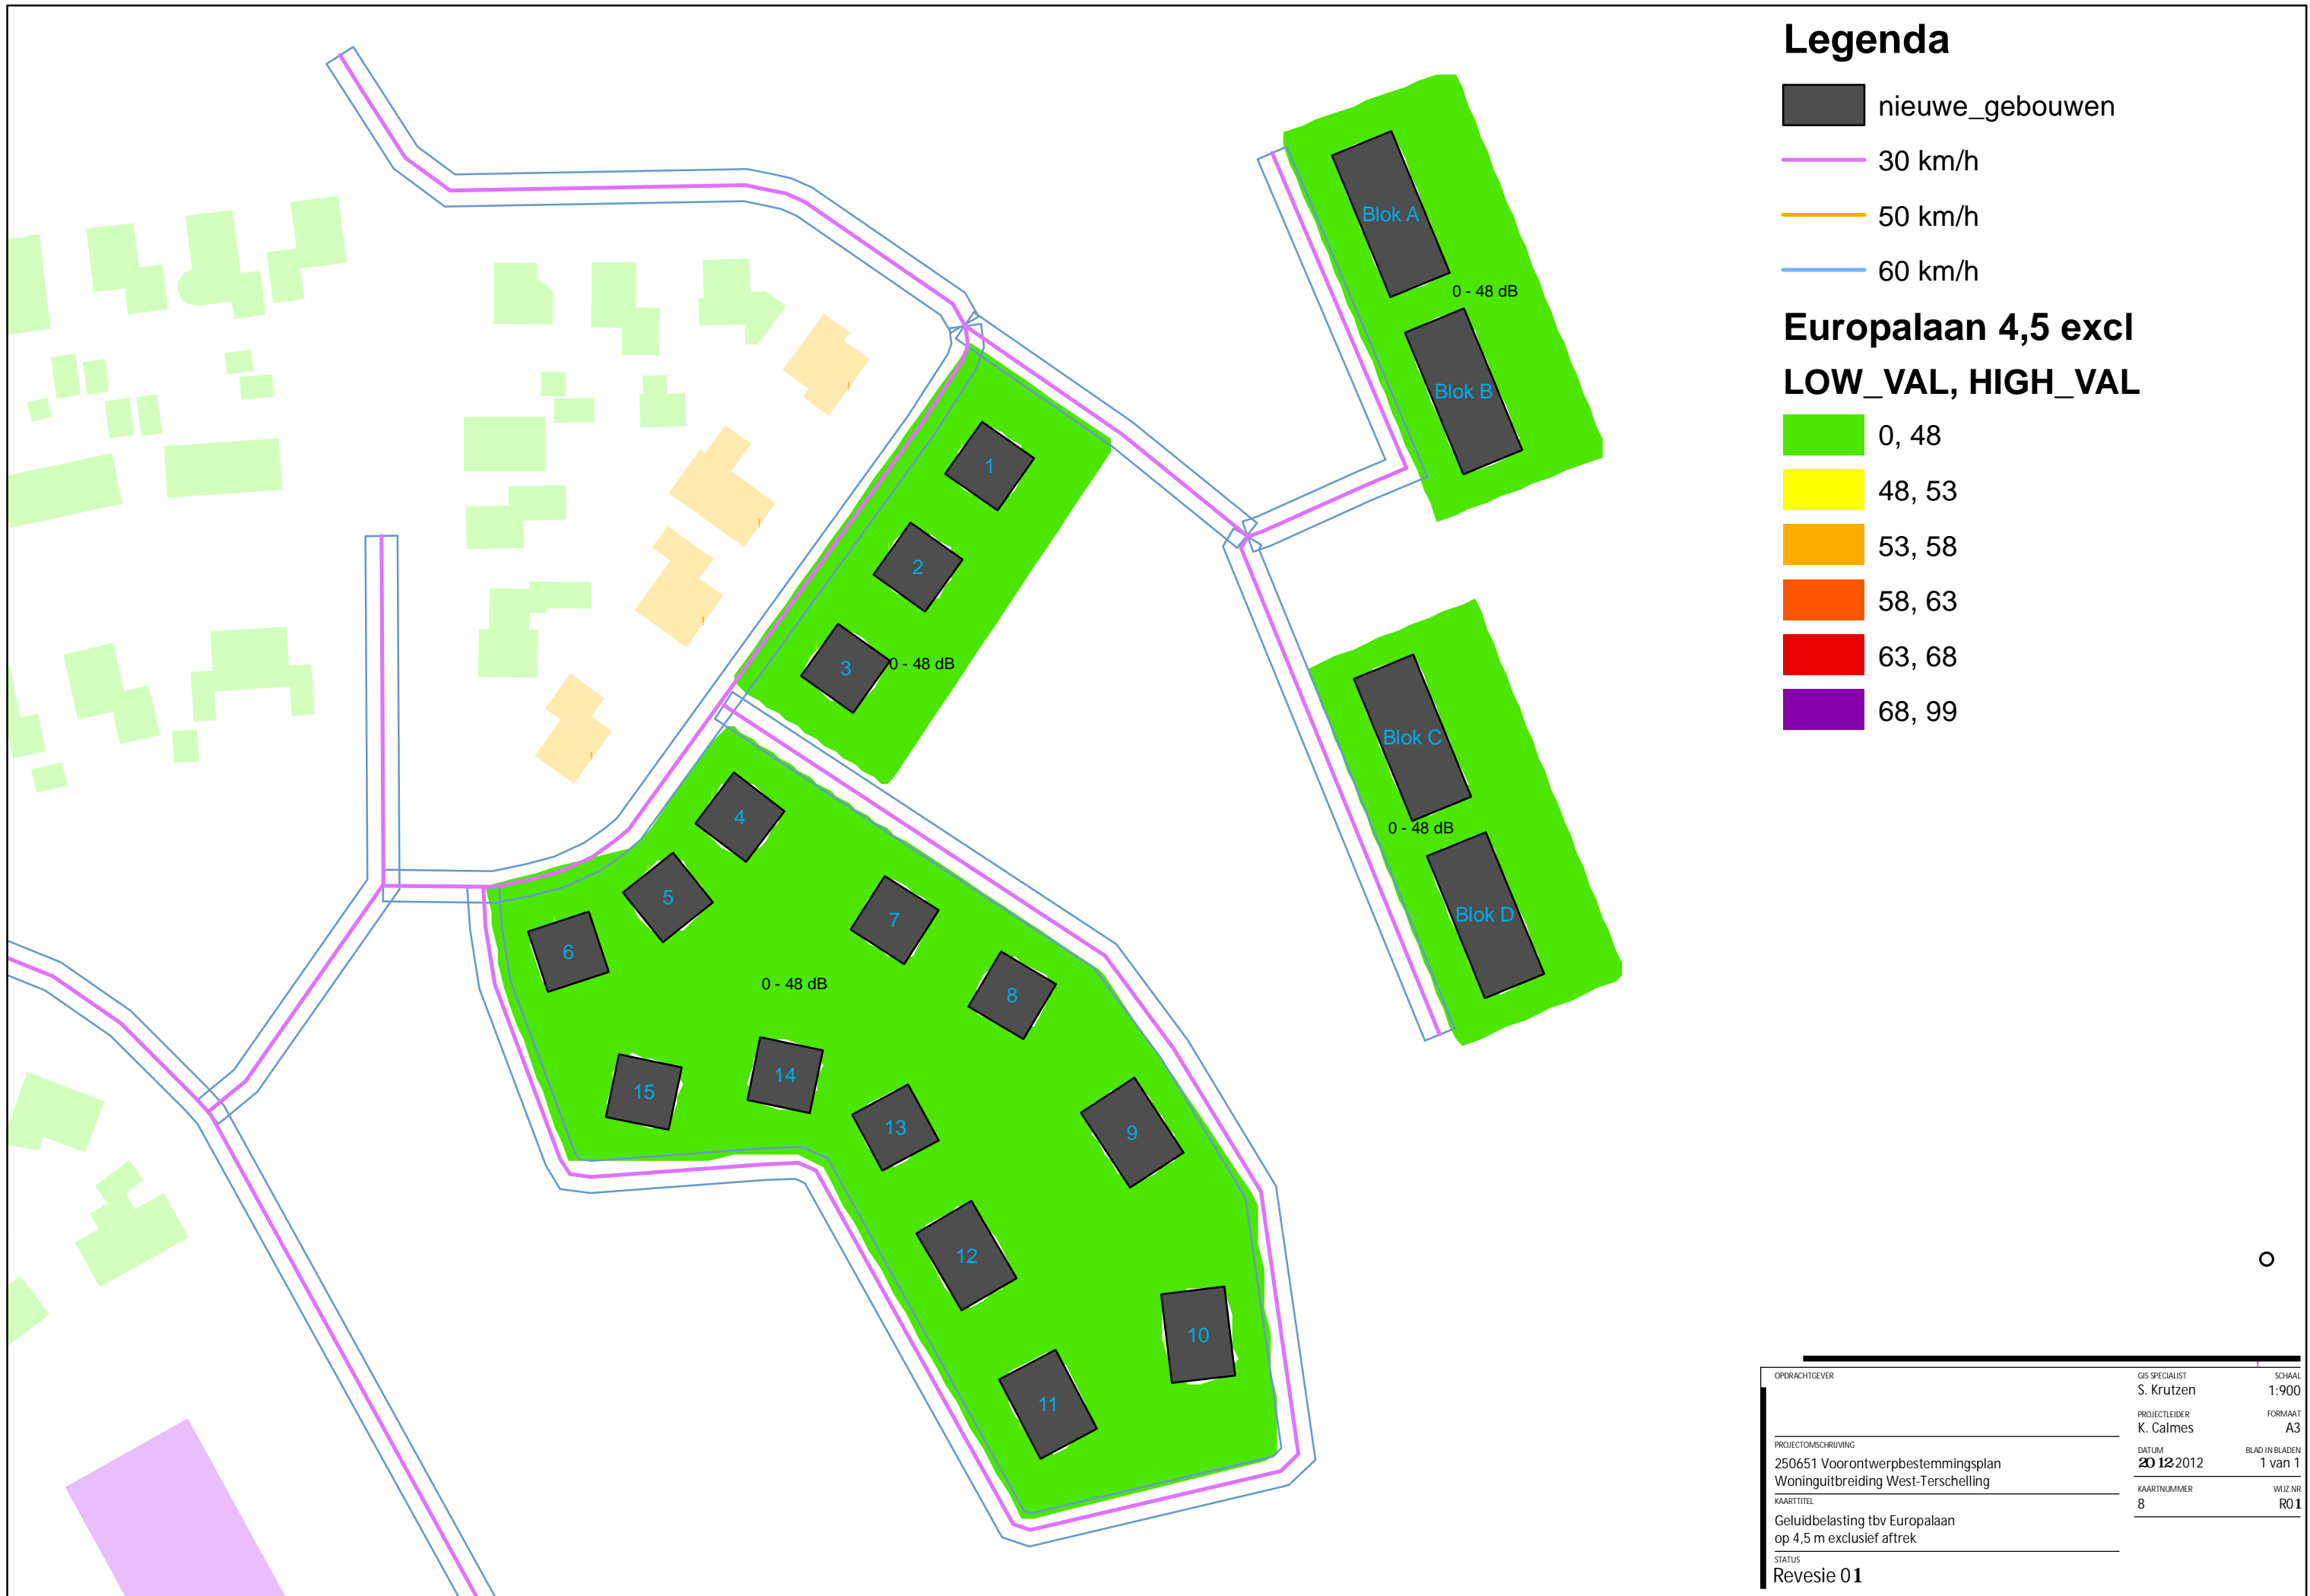 Legenda
nieuwe_gebouwen
30 km/h
50 km/h
60 km/h
Europalaan 4,5 excl
LOW_VAL, HIGH_VAL
0, 48
48, 53
53, 58
58, 63
63, 68
68, 99
Blok A
0 - 48 dB
Blok B
1
2
3
0 - 48 dB
Blok C
0 - 48 dB
Blok D
4
5
6
7
8
0 - 48 dB
15
14
13
9
12
10
11
OPDRACHTGEVER
PROJECTOMSCHRIJVING
250651 Voorontwerpbestemmingsplan
Woninguitbreiding West-Terschelling
KAARTTITEL
Geluidbelasting tbv Europalaan
op 4,5 m exclusief aftrek
STATUS
Revesie 01
GIS SPECIALIST
S. Krutzen
SCHAAL
1:900
PROJECTLEIDER
K. Calmes
FORMAAT
A3
DATUM
20 12-2012
BLAD IN BLADEN
1 van 1
KAARTNUMMER
8
WIJZ.NR
R01